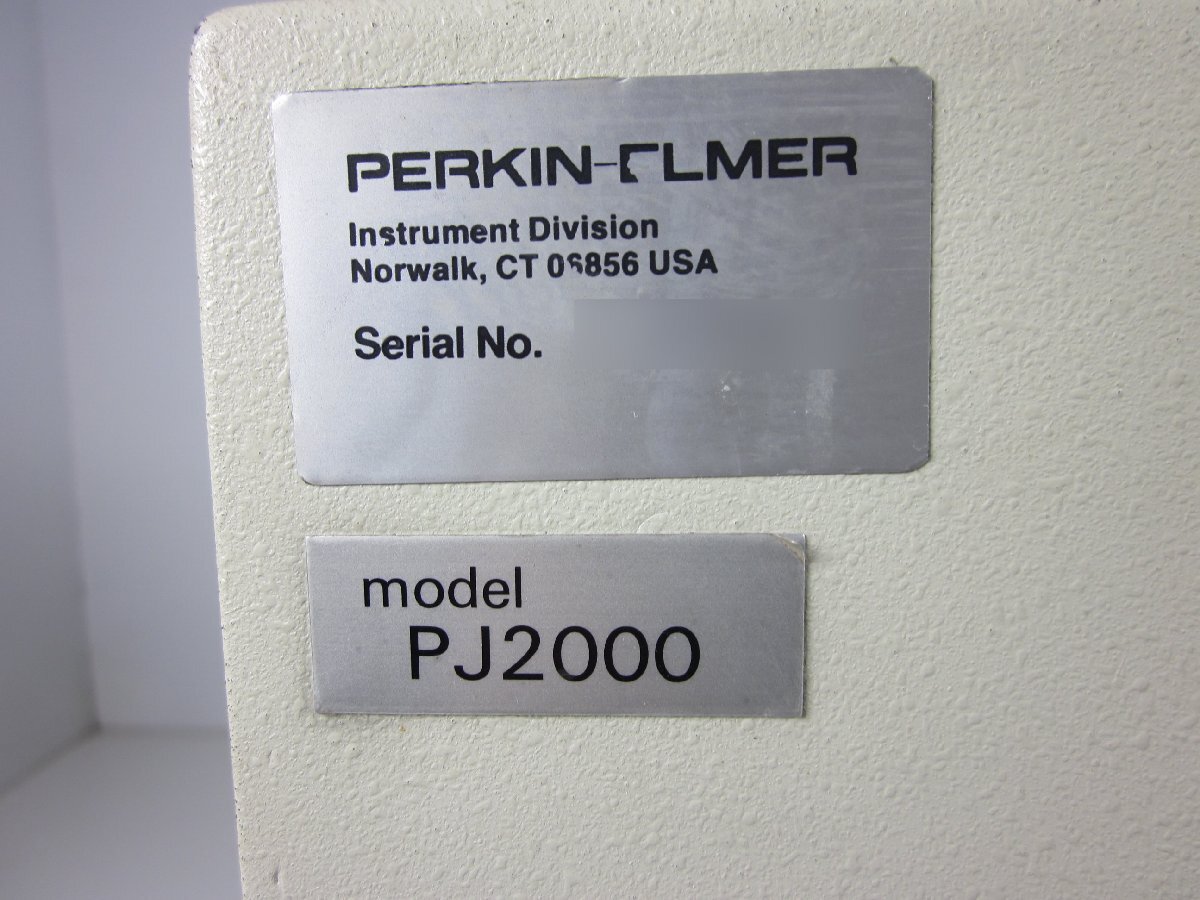 PERKIN-ELMER
Instrument Division
Norwalk, CT 06856 USA
Serial No.
model
PJ2000